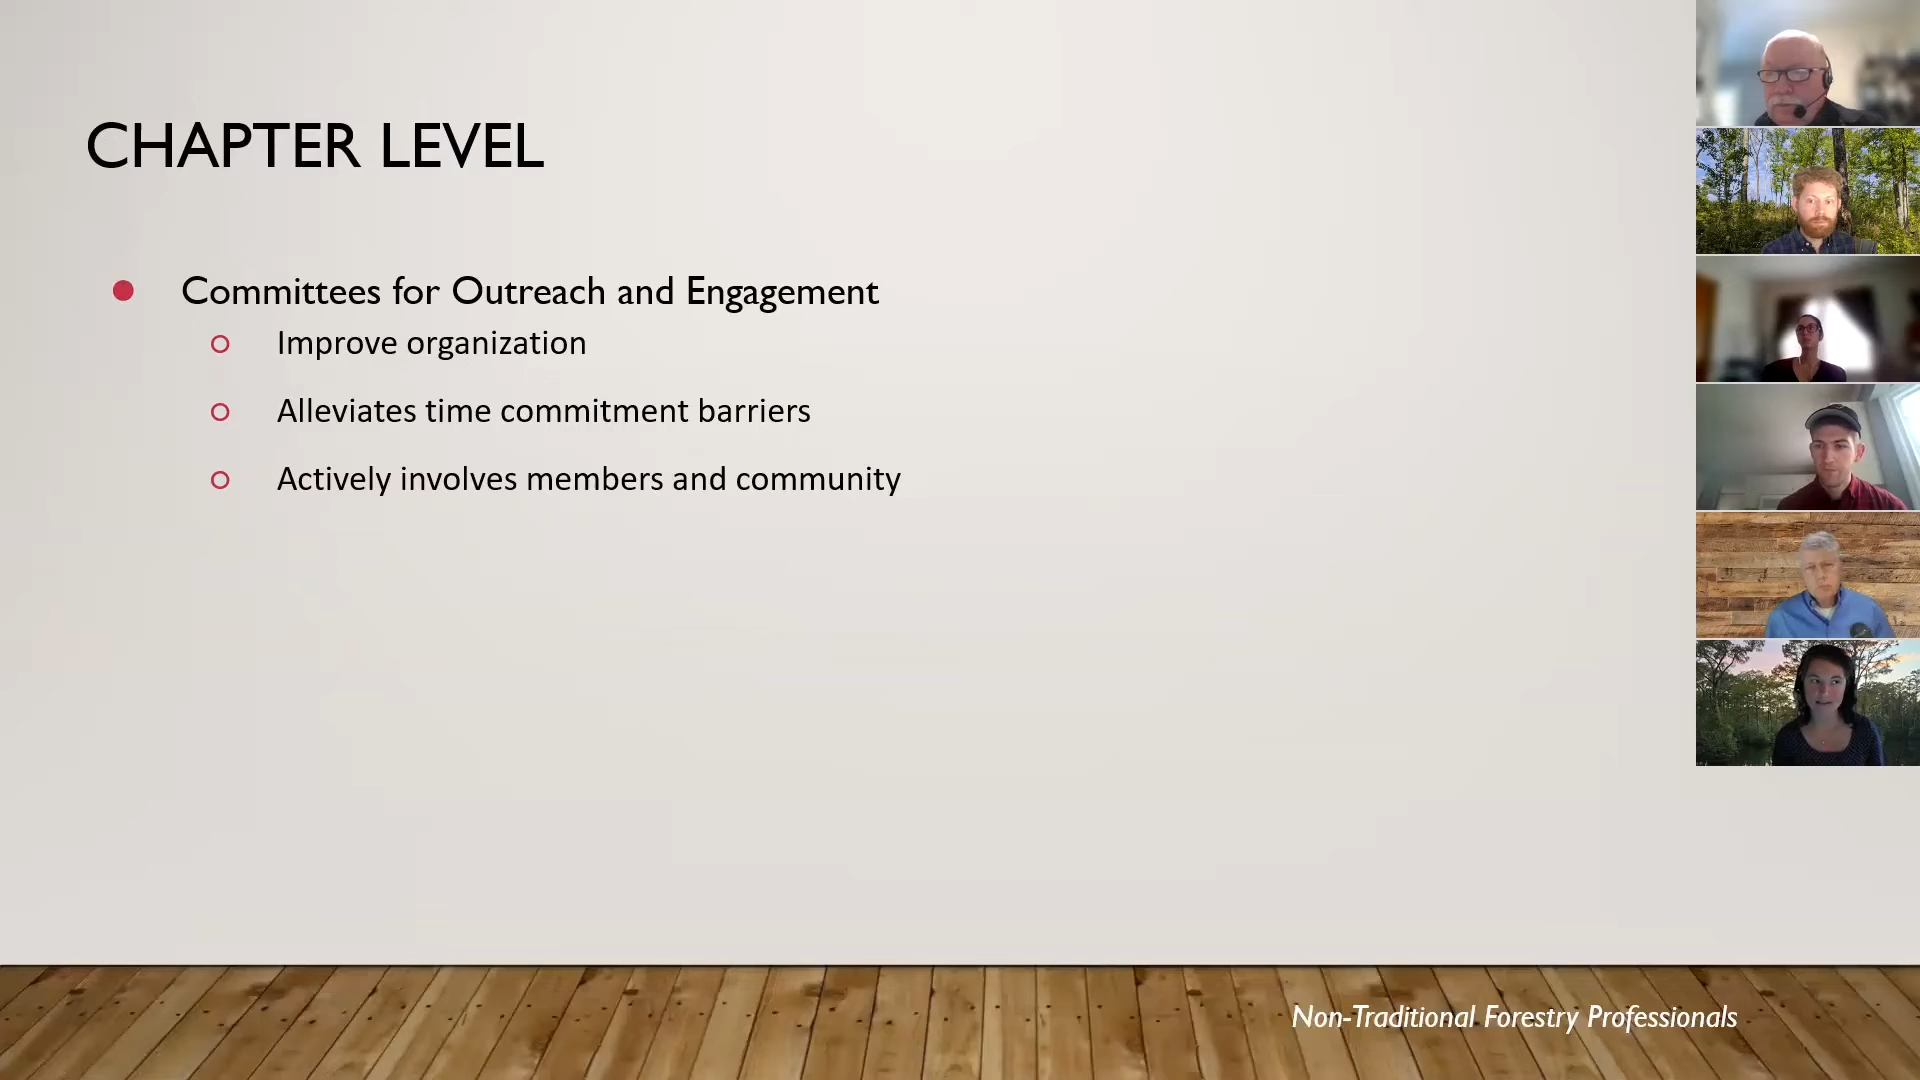 CHAPTER LEVEL
Committees for Outreach and Engagement
Improve organization
Alleviates time commitment barriers
Actively involves members and community
Non-Traditional Forestry Professionals